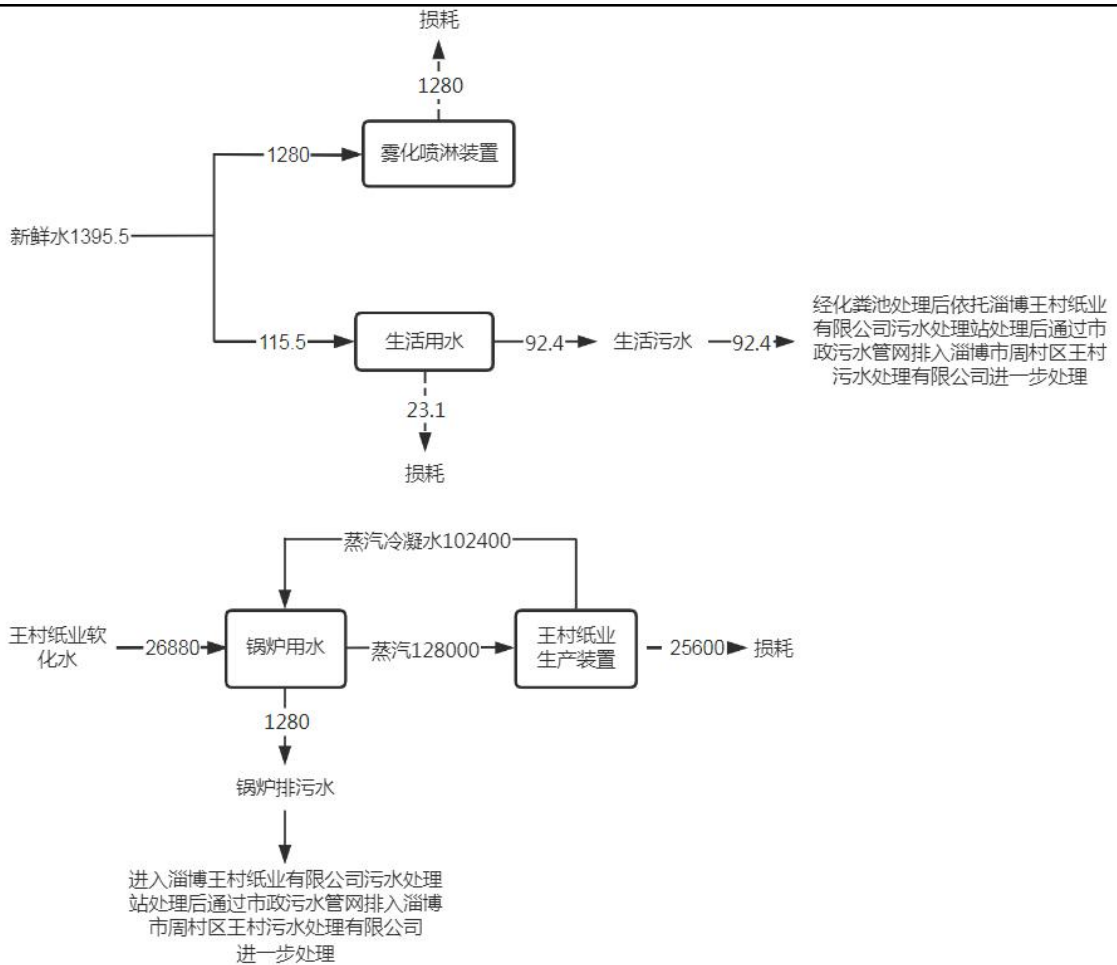 损耗
1280
1280
雾化喷淋装置
新鲜水1395.5
115.5
生活用水
92.4
生活污水
92.4
经化粪池处理后依托淄博王村纸业
有限公司污水处理站处理后通过市
政污水管网排入淄博市周村区王村
污水处理有限公司进一步处理
23.1
损耗
蒸汽冷凝水102400
王村纸业软
化水
26880
锅炉用水
蒸汽128000
王村纸业
生产装置
25600
损耗
1280
锅炉排污水
进入淄博王村纸业有限公司污水处理
站处理后通过市政污水管网排入淄博
市周村区王村污水处理有限公司
进一步处理